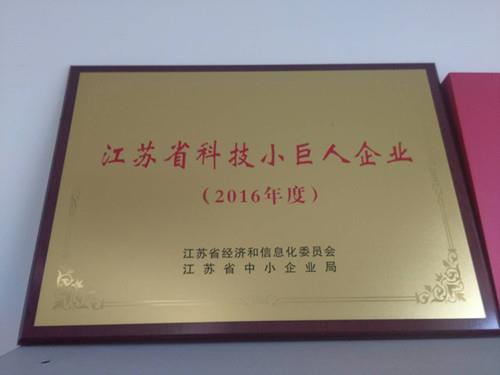 江苏省科技小巨人企业
（2016年度）
江苏省经济和信息化委员会
江苏省中小企业局